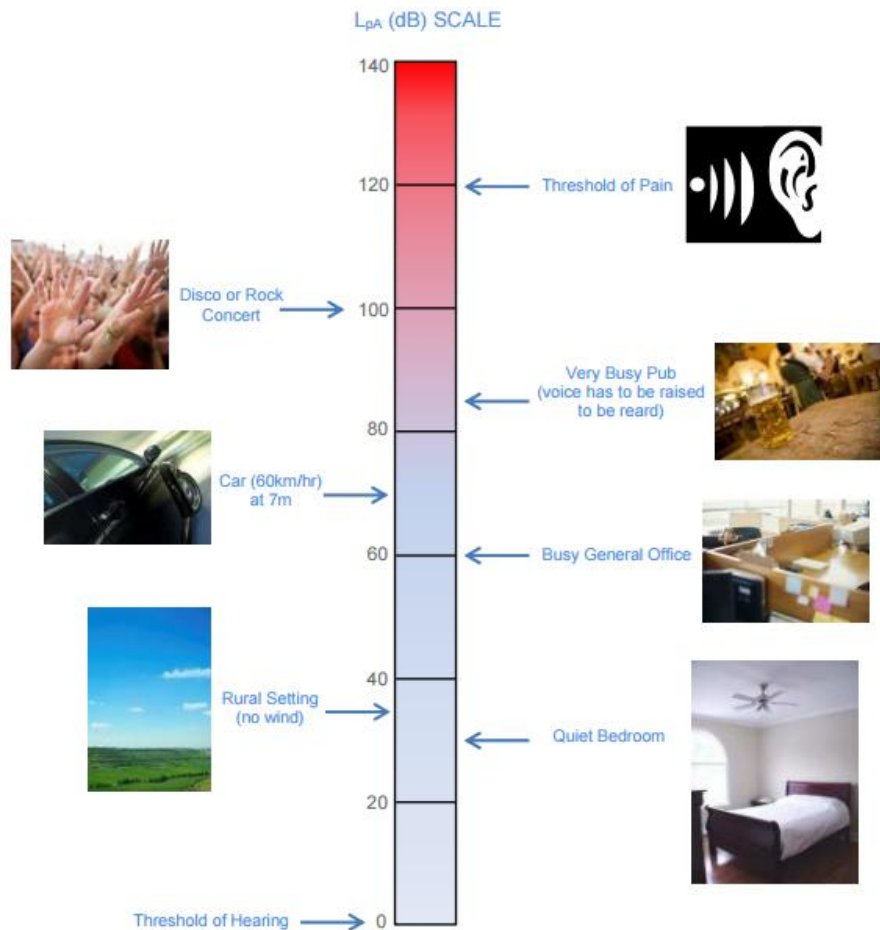 LpA (dB) SCALE
140
120
Threshold of Pain
Disco or Rock
Concert
100
Very Busy Pub
(voice has to be raised
to be reard)
80
Car (60km/hr)
at 7m
60
Busy General Office
40
Rural Setting
(no wind)
Quiet Bedroom
20
Threshold of Hearing
0